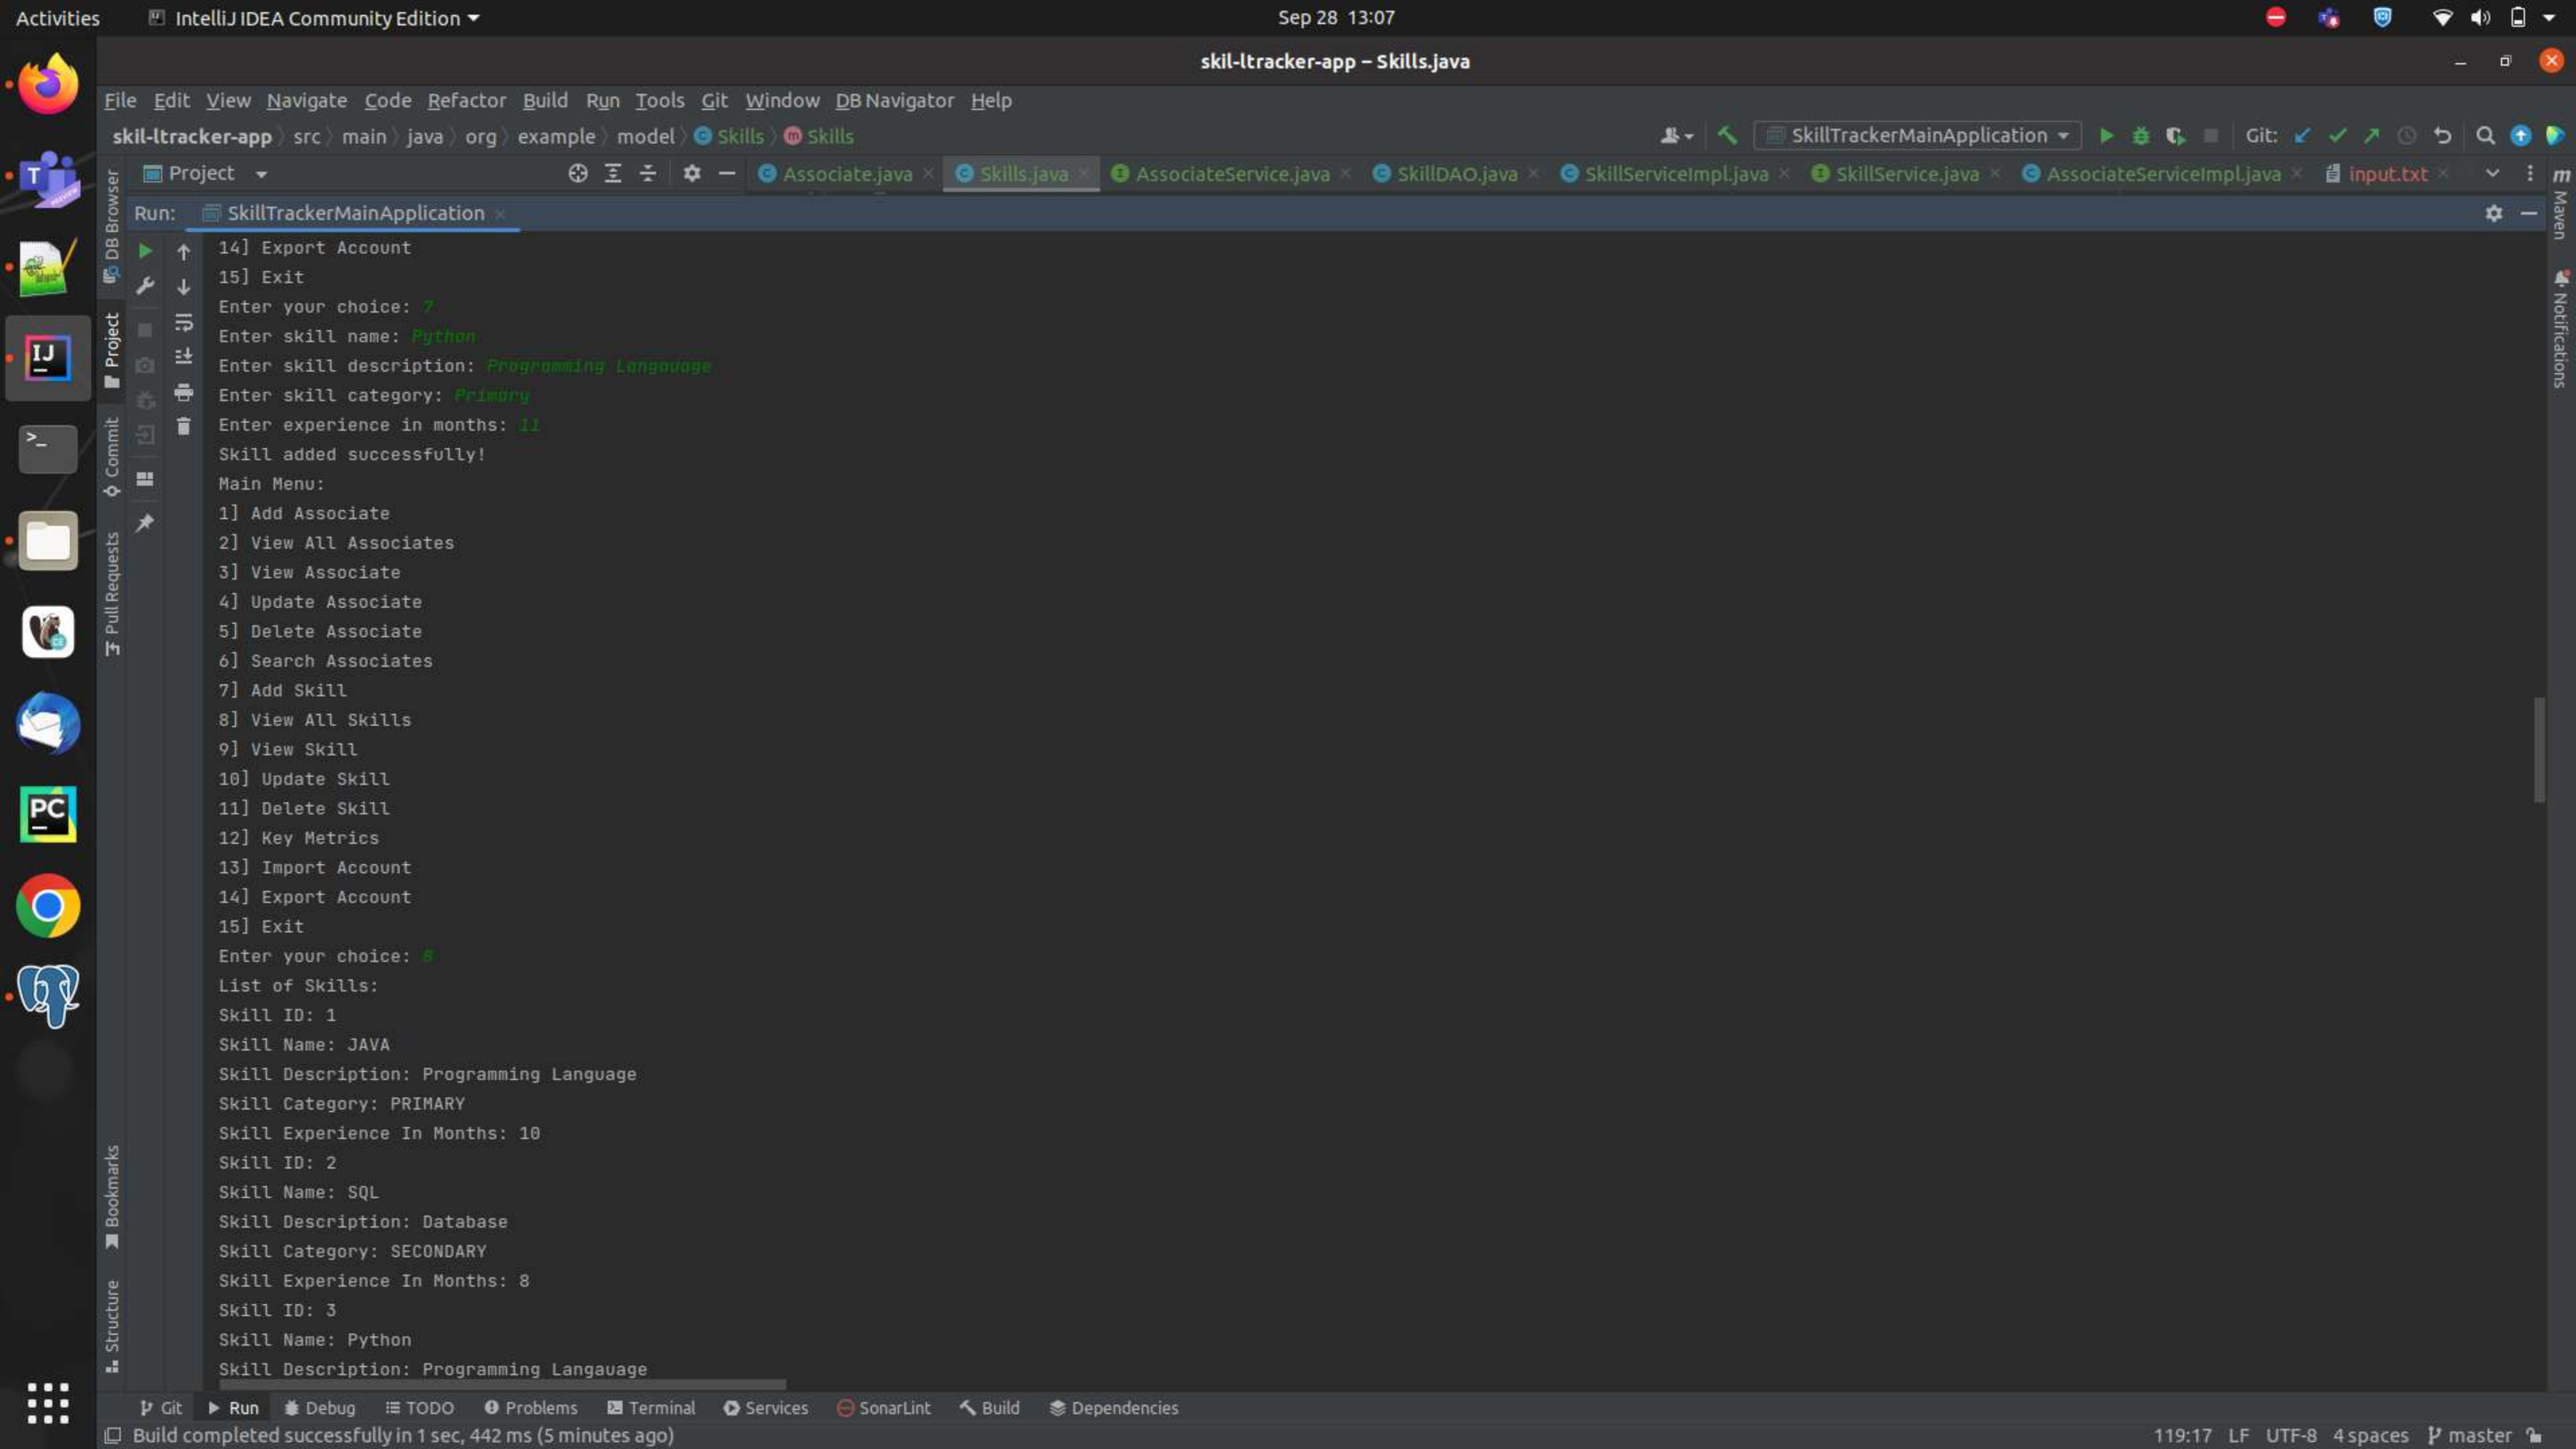 Activities IntelliJ IDEA Community Edition Sep 28 13:07
skil-ltracker-app – Skills.java
File Edit View Navigate Code Refactor Build Run Tools Git Window DB Navigator Help
skil-ltracker-app src main java org example model Skills Skills SkillTrackerMainApplication Git:
Project Associate.java Skills.java AssociateService.java SkillDAO.java SkillServiceImpl.java SkillService.java AssociateServiceImpl.java input.txt
Run: SkillTrackerMainApplication
14] Export Account
15] Exit
Enter your choice: 7
Enter skill name: Python
Enter skill description: Programming Langauage
Enter skill category: Primary
Enter experience in months: 11
Skill added successfully!
Main Menu:
1] Add Associate
2] View All Associates
3] View Associate
4] Update Associate
5] Delete Associate
6] Search Associates
7] Add Skill
8] View All Skills
9] View Skill
10] Update Skill
11] Delete Skill
12] Key Metrics
13] Import Account
14] Export Account
15] Exit
Enter your choice: 8
List of Skills:
Skill ID: 1
Skill Name: JAVA
Skill Description: Programming Language
Skill Category: PRIMARY
Skill Experience In Months: 10
Skill ID: 2
Skill Name: SQL
Skill Description: Database
Skill Category: SECONDARY
Skill Experience In Months: 8
Skill ID: 3
Skill Name: Python
Skill Description: Programming Langauage
DB Browser
Project
Commit
Pull Requests
Bookmarks
Structure
Maven
Notifications
Git Run Debug TODO Problems Terminal Services SonarLint Build Dependencies
Build completed successfully in 1 sec, 442 ms (5 minutes ago) 119:17 LF UTF-8 4 spaces master